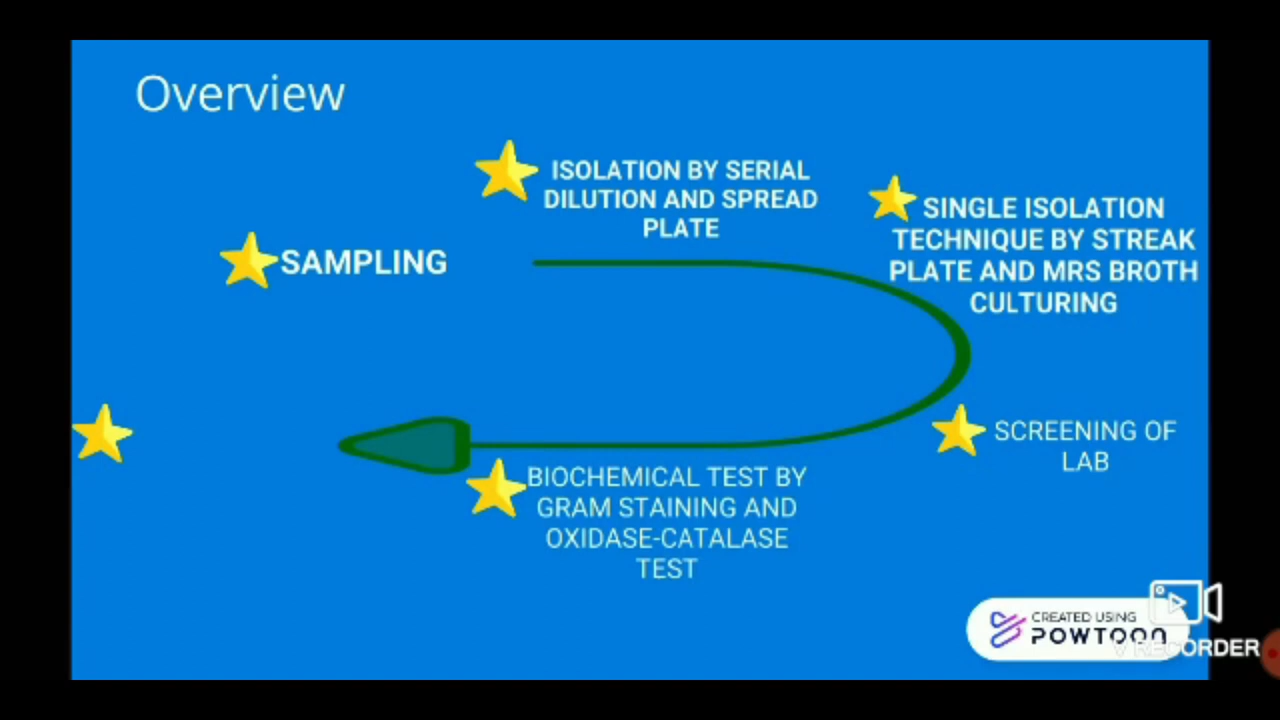 Overview
SAMPLING
ISOLATION BY SERIAL
DILUTION AND SPREAD
PLATE
SINGLE ISOLATION
TECHNIQUE BY STREAK
PLATE AND MRS BROTH
CULTURING
SCREENING OF
LAB
BIOCHEMICAL TEST BY
GRAM STAINING AND
OXIDASE-CATALASE
TEST
CREATED USING
POWTOON
V RECORDER